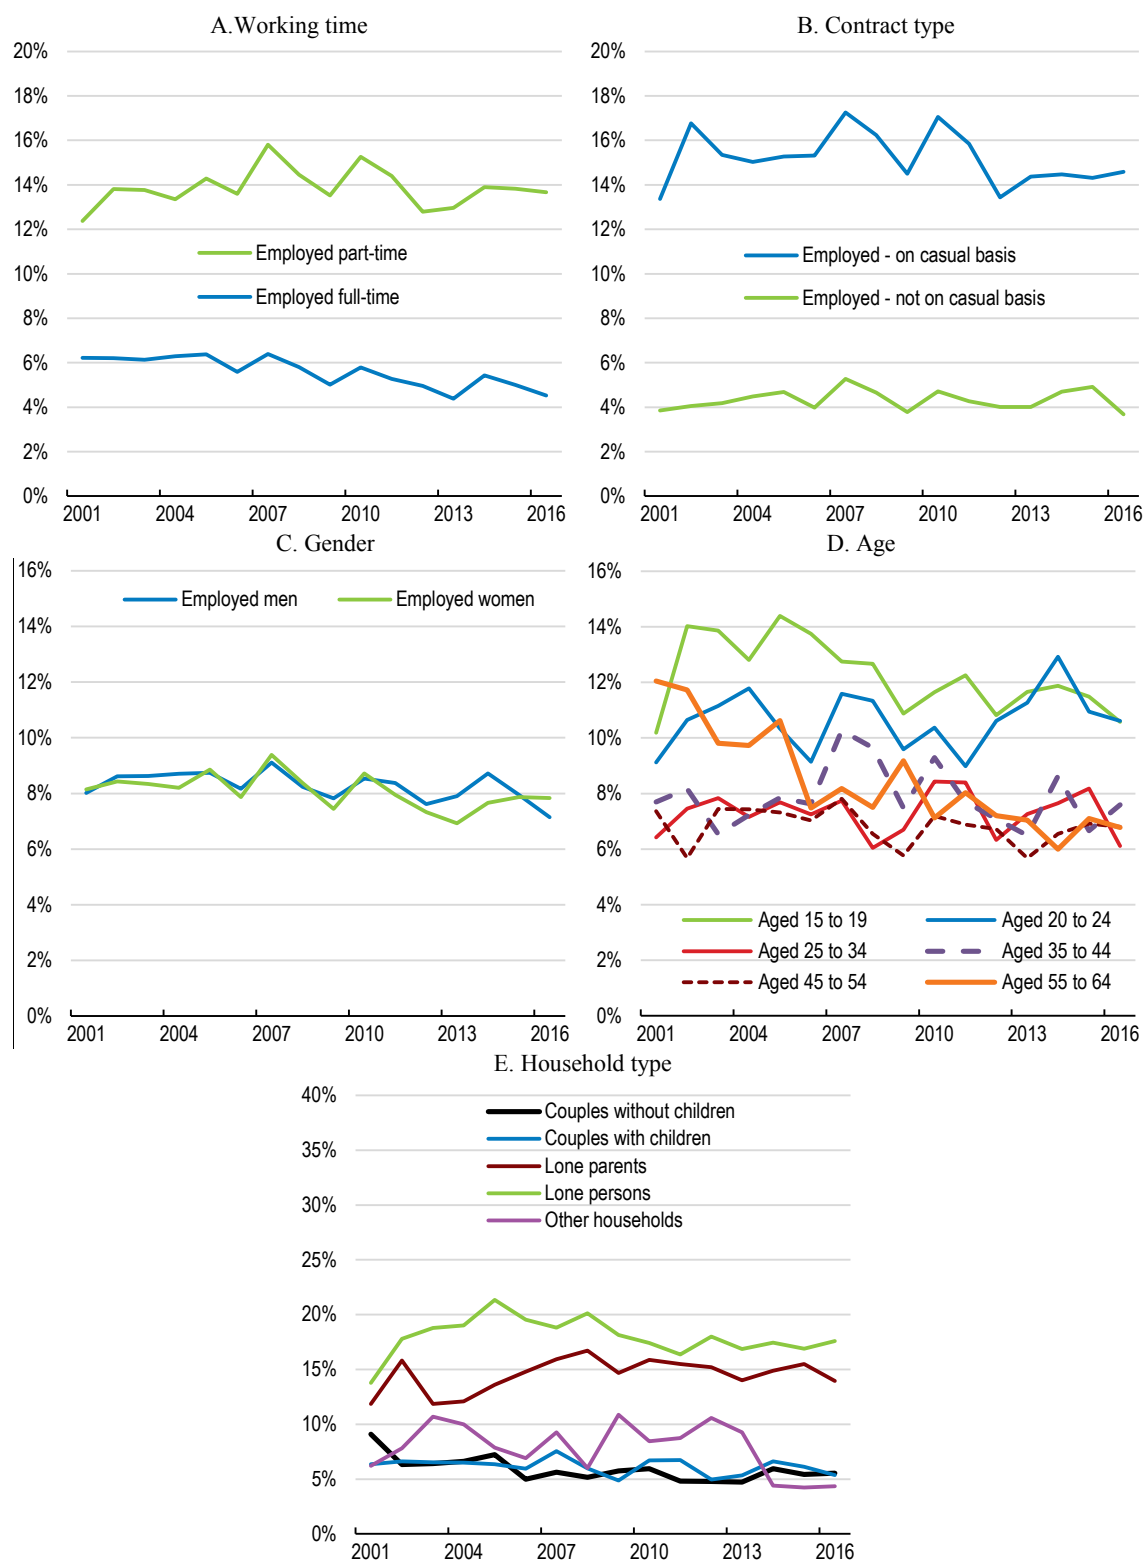 A.Working time
20%
18%
16%
14%
12%
10%
8%
6%
4%
2%
0%
Employed part-time
Employed full-time
2001 2004 2007 2010 2013 2016
B. Contract type
20%
18%
16%
14%
12%
10%
8%
6%
4%
2%
0%
Employed - on casual basis
Employed - not on casual basis
2001 2004 2007 2010 2013 2016
C. Gender
16%
14%
12%
10%
8%
6%
4%
2%
0%
Employed men Employed women
2001 2004 2007 2010 2013 2016
D. Age
16%
14%
12%
10%
8%
6%
4%
2%
0%
Aged 15 to 19 Aged 20 to 24
Aged 25 to 34 Aged 35 to 44
Aged 45 to 54 Aged 55 to 64
2001 2004 2007 2010 2013 2016
E. Household type
40%
35%
30%
25%
20%
15%
10%
5%
0%
Couples without children
Couples with children
Lone parents
Lone persons
Other households
2001 2004 2007 2010 2013 2016